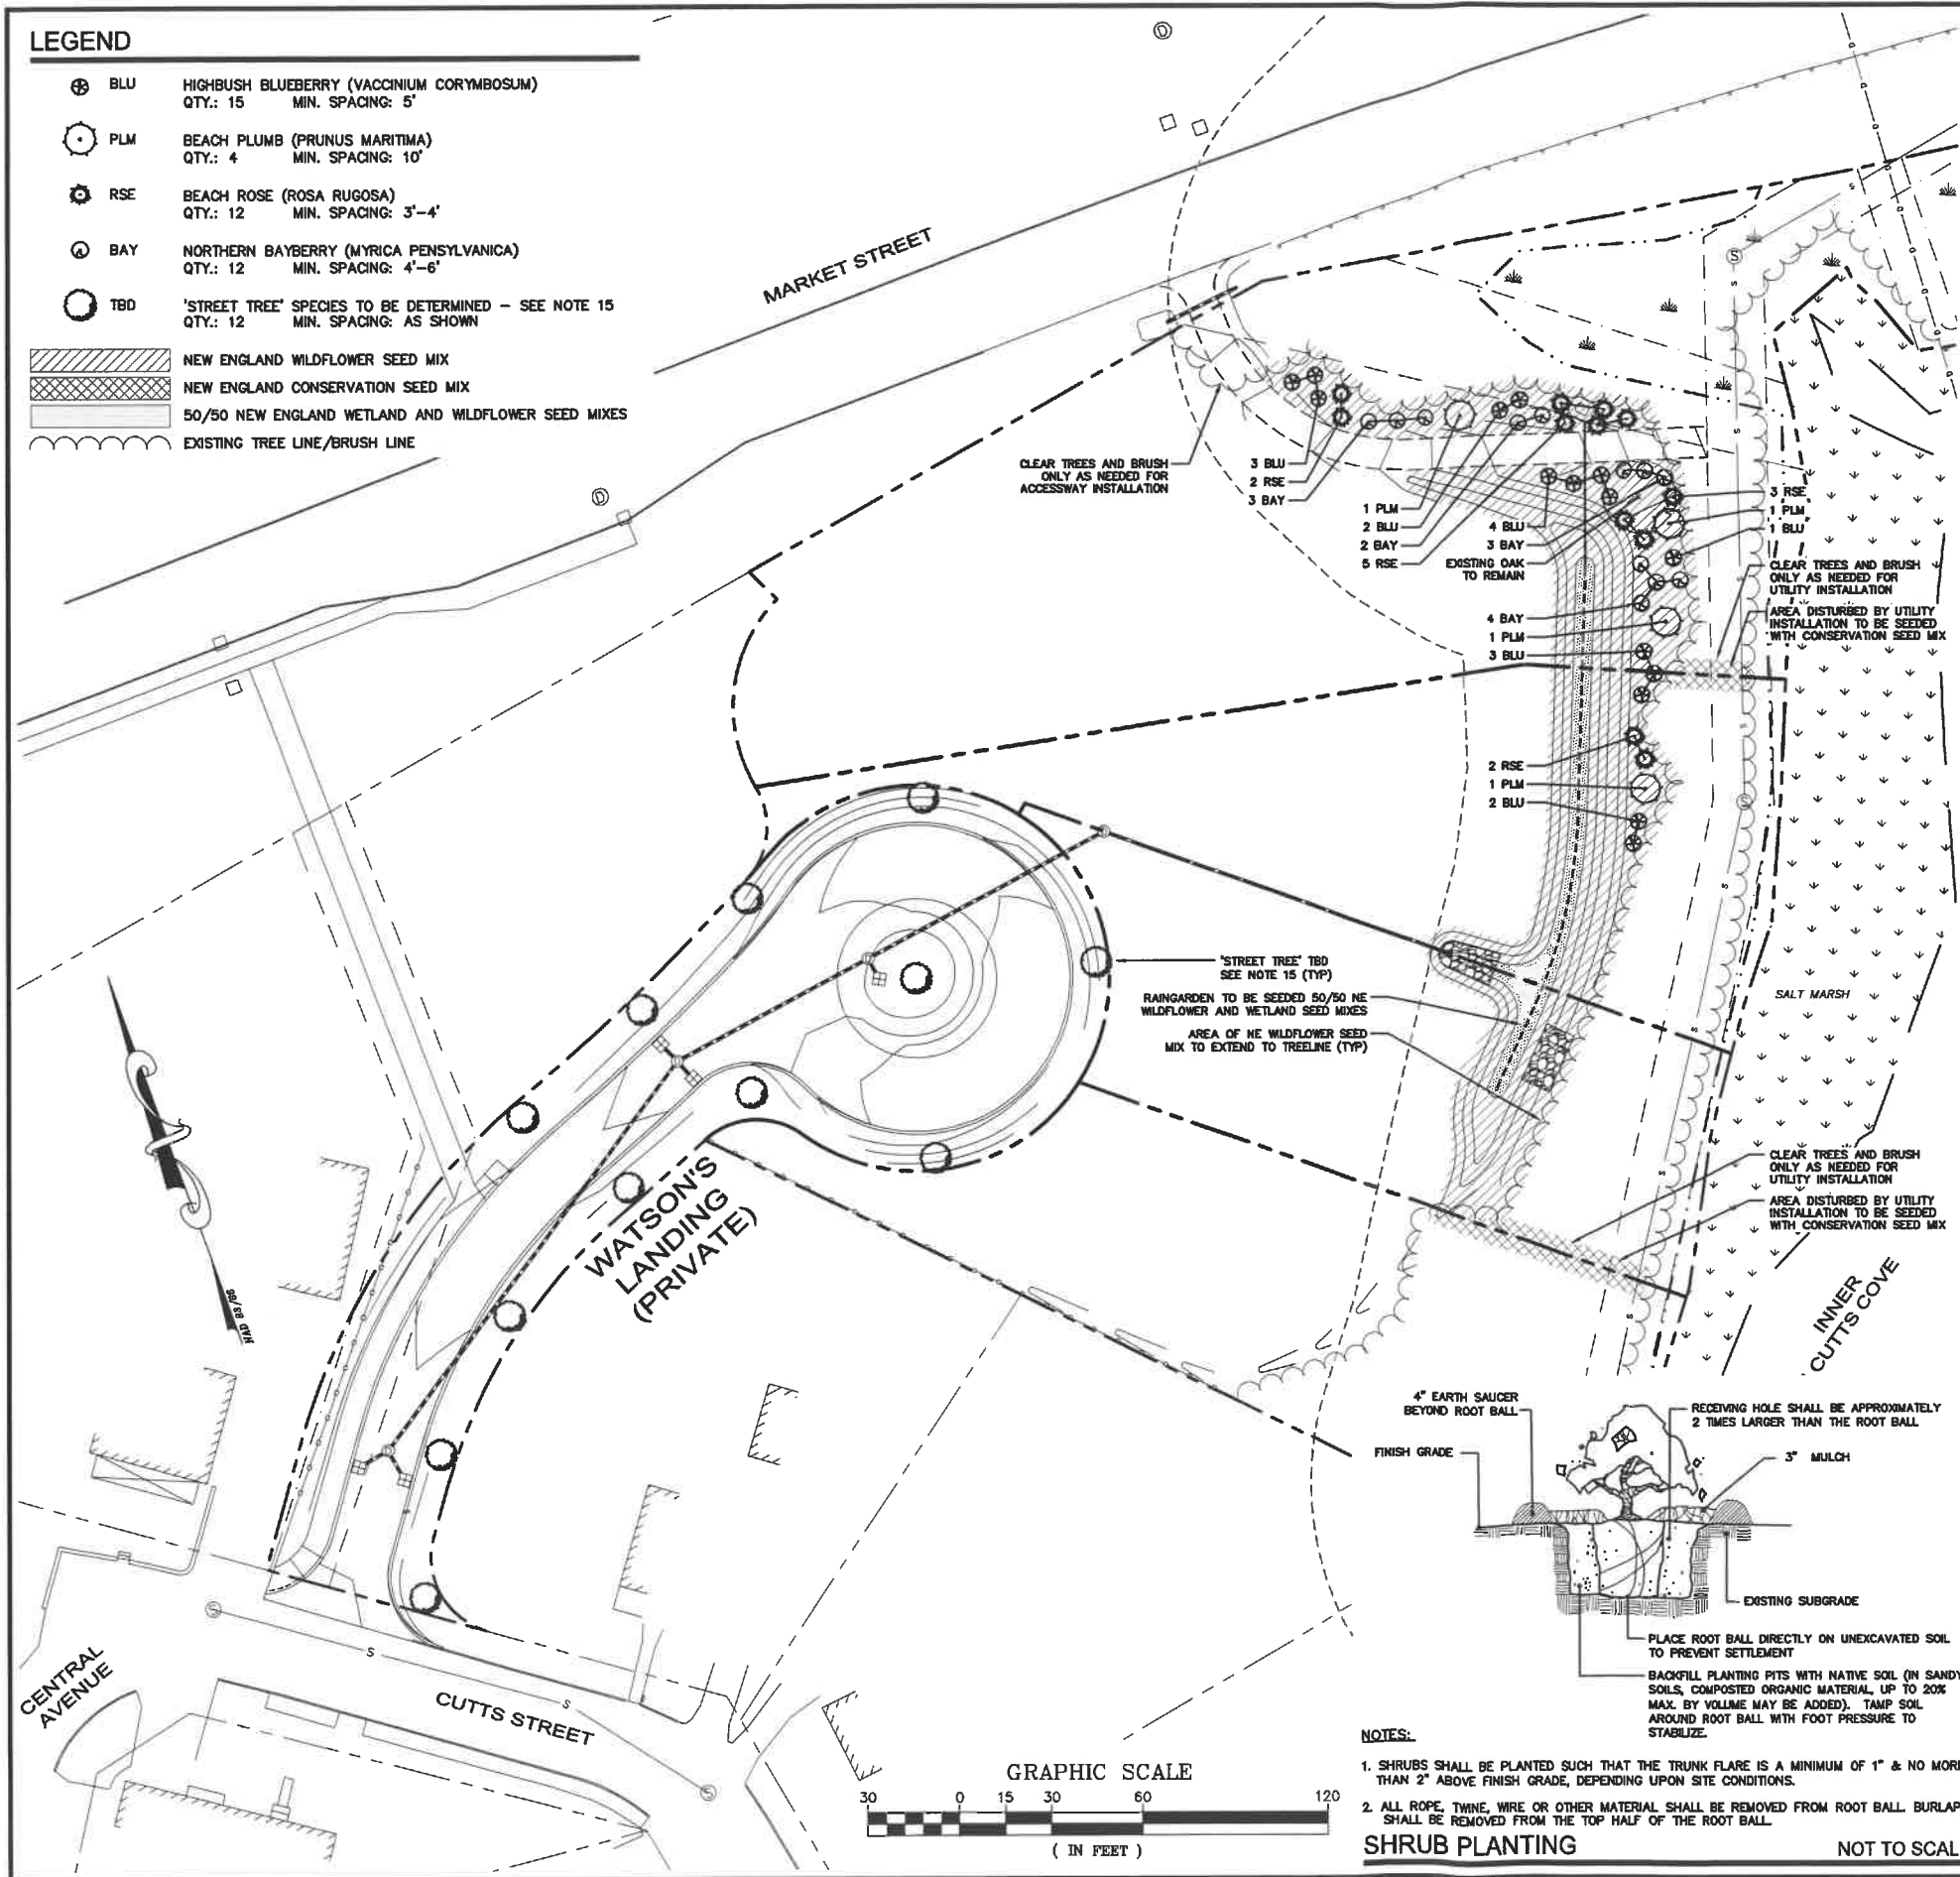 LEGEND
BLU HIGHBUSH BLUEBERRY (VACCINIUM CORYMBOSUM)
QTY.: 15 MIN. SPACING: 5'
PLM BEACH PLUMB (PRUNUS MARITIMA)
QTY.: 4 MIN. SPACING: 10'
RSE BEACH ROSE (ROSA RUGOSA)
QTY.: 12 MIN. SPACING: 3'-4'
BAY NORTHERN BAYBERRY (MYRICA PENSYLVANICA)
QTY.: 12 MIN. SPACING: 4'-6'
TBD 'STREET TREE' SPECIES TO BE DETERMINED - SEE NOTE 15
QTY.: 12 MIN. SPACING: AS SHOWN
NEW ENGLAND WILDFLOWER SEED MIX
NEW ENGLAND CONSERVATION SEED MIX
50/50 NEW ENGLAND WETLAND AND WILDFLOWER SEED MIXES
EXISTING TREE LINE/BRUSH LINE
D
MARKET STREET
D
CLEAR TREES AND BRUSH
ONLY AS NEEDED FOR
ACCESSWAY INSTALLATION
3 BLU
2 RSE
3 BAY
1 PLM
2 BLU
2 BAY
5 RSE
4 BLU
3 BAY
EXISTING OAK
TO REMAIN
3 RSE
1 PLM
1 BLU
CLEAR TREES AND BRUSH
ONLY AS NEEDED FOR
UTILITY INSTALLATION
AREA DISTURBED BY UTILITY
INSTALLATION TO BE SEEDED
WITH CONSERVATION SEED MIX
4 BAY
1 PLM
3 BLU
2 RSE
1 PLM
2 BLU
'STREET TREE' TBD
SEE NOTE 15 (TYP)
RAINGARDEN TO BE SEEDED 50/50 NE
WILDFLOWER AND WETLAND SEED MIXES
AREA OF NE WILDFLOWER SEED
MIX TO EXTEND TO TREELINE (TYP)
SALT MARSH
CLEAR TREES AND BRUSH
ONLY AS NEEDED FOR
UTILITY INSTALLATION
AREA DISTURBED BY UTILITY
INSTALLATION TO BE SEEDED
WITH CONSERVATION SEED MIX
WATSON'S
LANDING
(PRIVATE)
NAD 83/86
INNER
CUTTS COVE
CENTRAL
AVENUE
CUTTS STREET
4" EARTH SAUCER
BEYOND ROOT BALL
FINISH GRADE
RECEIVING HOLE SHALL BE APPROXIMATELY
2 TIMES LARGER THAN THE ROOT BALL
3" MULCH
EXISTING SUBGRADE
PLACE ROOT BALL DIRECTLY ON UNEXCAVATED SOIL
TO PREVENT SETTLEMENT
BACKFILL PLANTING PITS WITH NATIVE SOIL (IN SANDY
SOILS, COMPOSTED ORGANIC MATERIAL, UP TO 20%
MAX. BY VOLUME MAY BE ADDED). TAMP SOIL
AROUND ROOT BALL WITH FOOT PRESSURE TO
STABILIZE.
NOTES:
1. SHRUBS SHALL BE PLANTED SUCH THAT THE TRUNK FLARE IS A MINIMUM OF 1" & NO MORE
THAN 2" ABOVE FINISH GRADE, DEPENDING UPON SITE CONDITIONS.
2. ALL ROPE, TWINE, WIRE OR OTHER MATERIAL SHALL BE REMOVED FROM ROOT BALL. BURLAP
SHALL BE REMOVED FROM THE TOP HALF OF THE ROOT BALL.
SHRUB PLANTING NOT TO SCAL
GRAPHIC SCALE
30 0 15 30 60 120
( IN FEET )